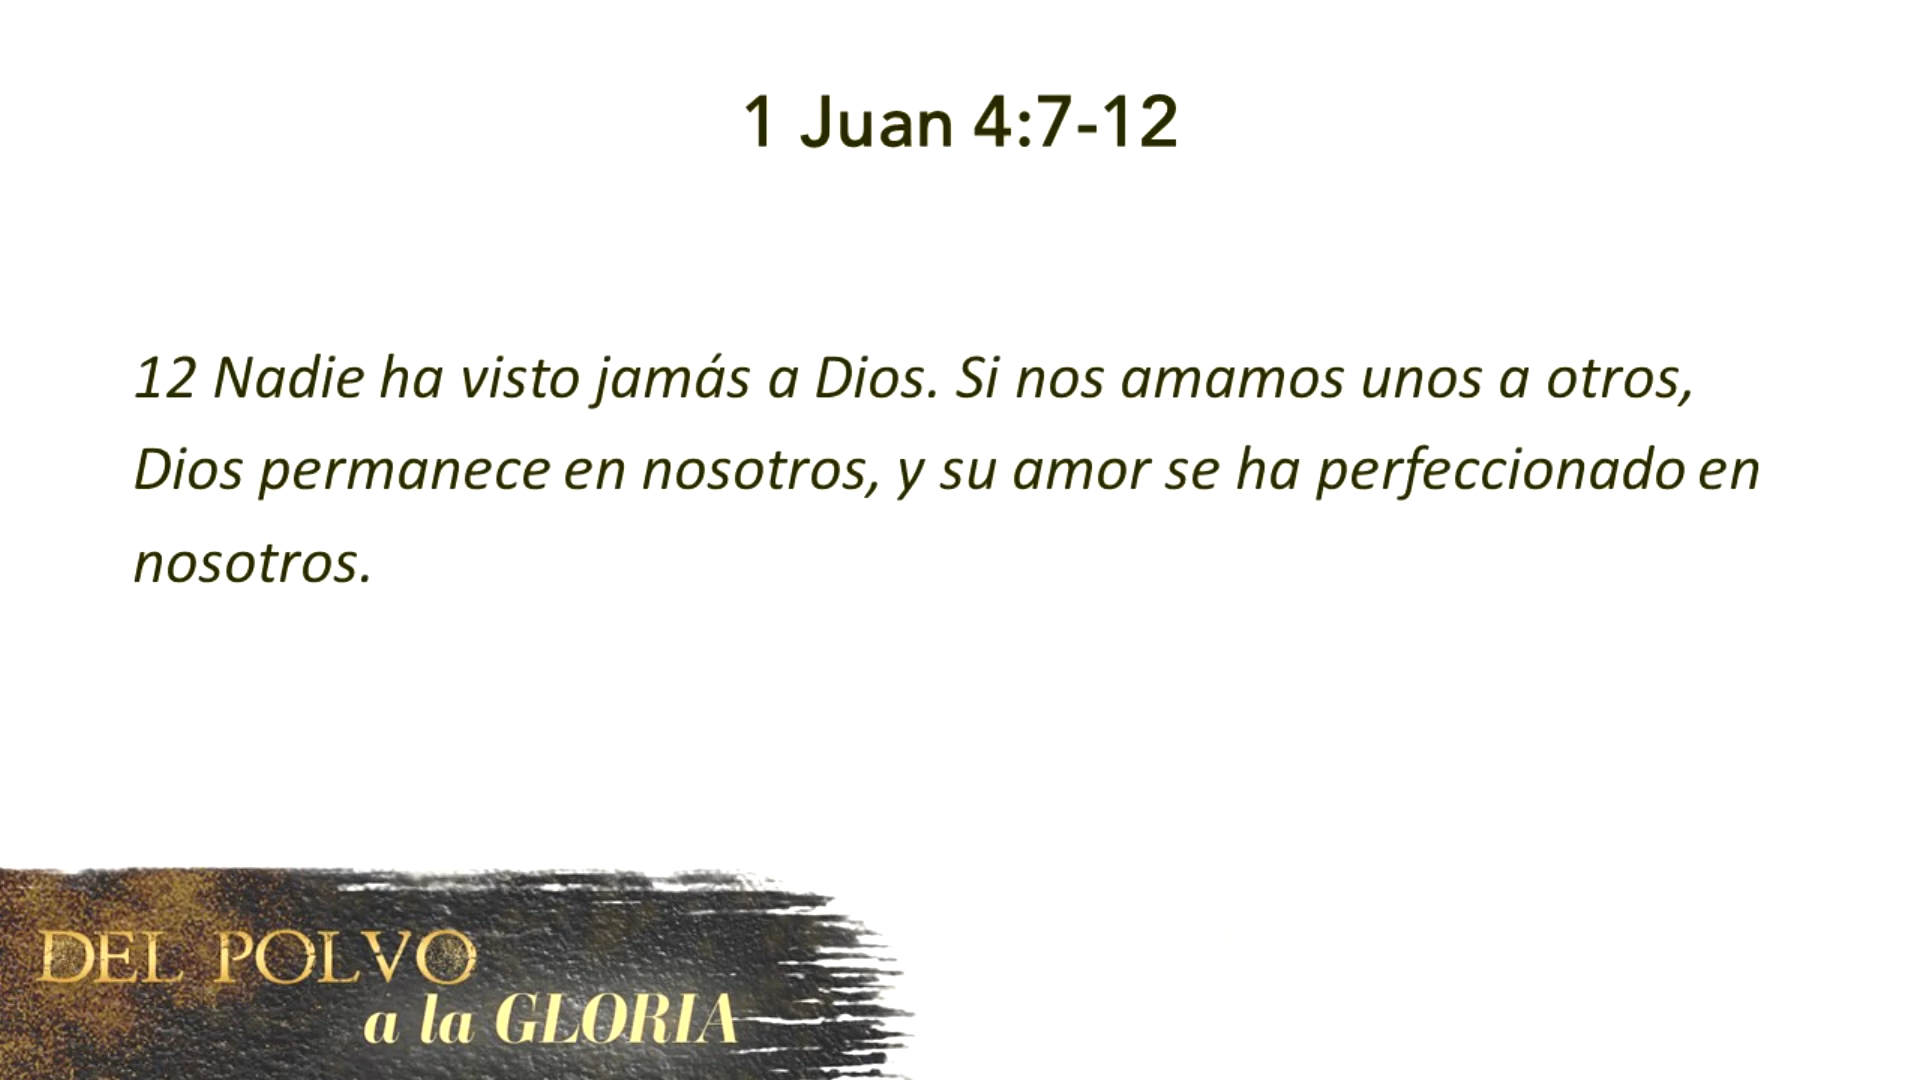 1 Juan 4:7-12
12 Nadie ha visto jamás a Dios. Si nos amamos unos a otros,
Dios permanece en nosotros, y su amor se ha perfeccionado en
nosotros.
DEL POLVO
a la GLORIA